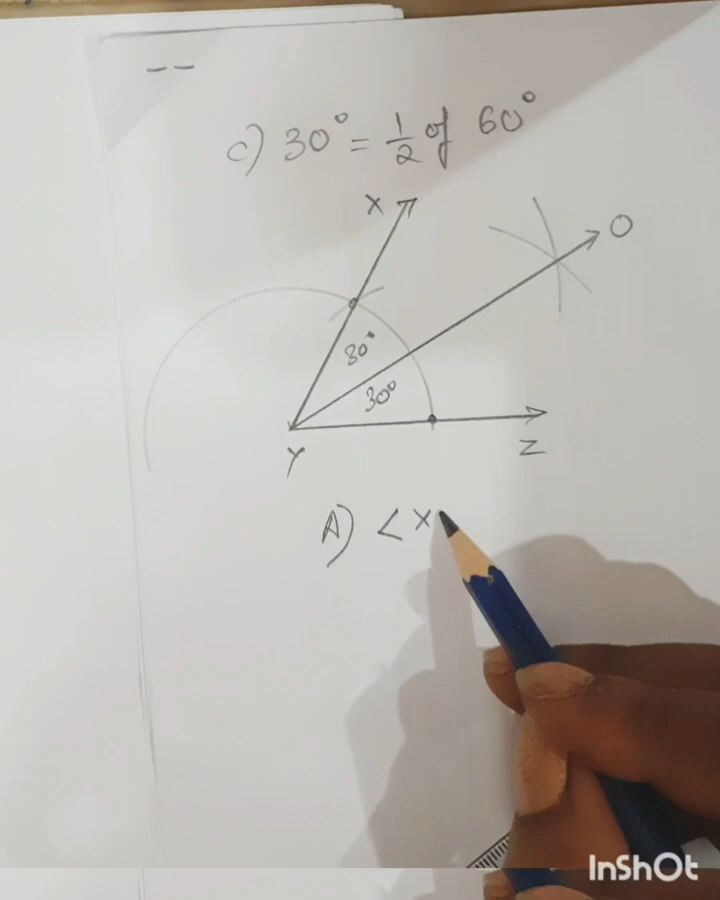 c) 30° = 1/2 of 60°
X
O
30°
30°
Y
Z
A) < X
InShOt